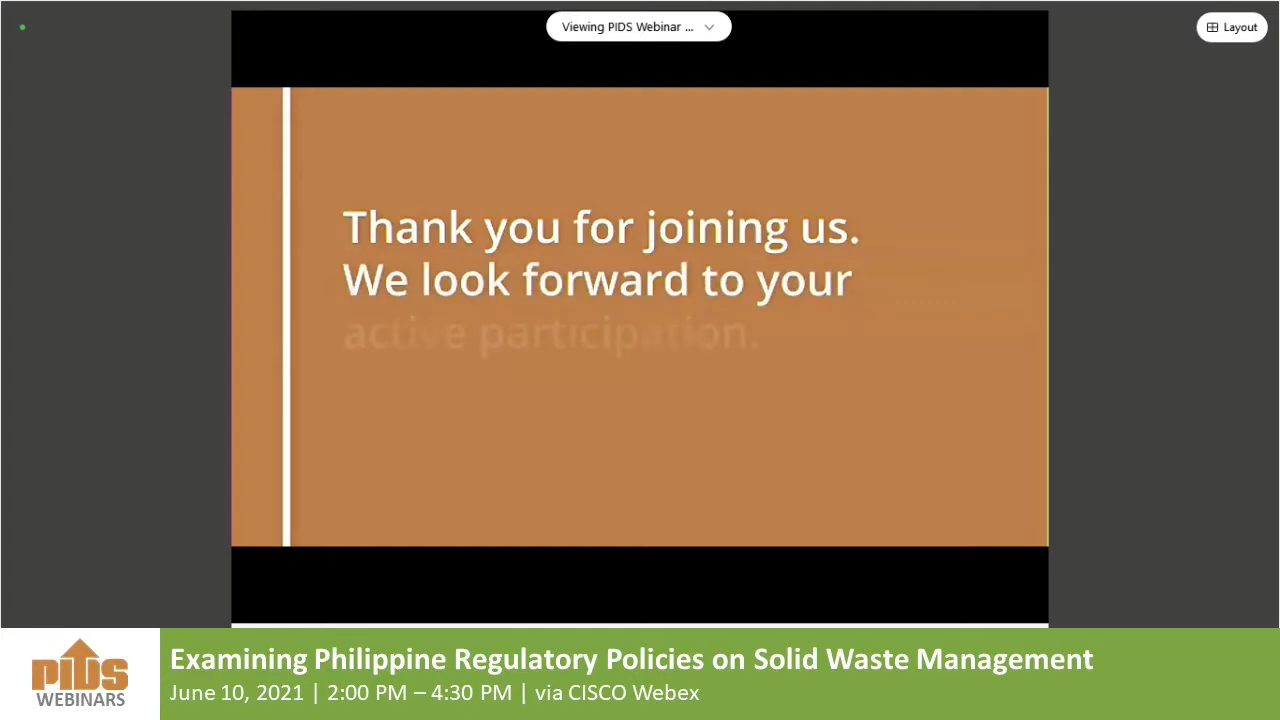 Viewing PIDS Webinar ...
Layout
Thank you for joining us.
We look forward to your
active participation.
PIDS
WEBINARS
Examining Philippine Regulatory Policies on Solid Waste Management
June 10, 2021 | 2:00 PM – 4:30 PM | via CISCO Webex